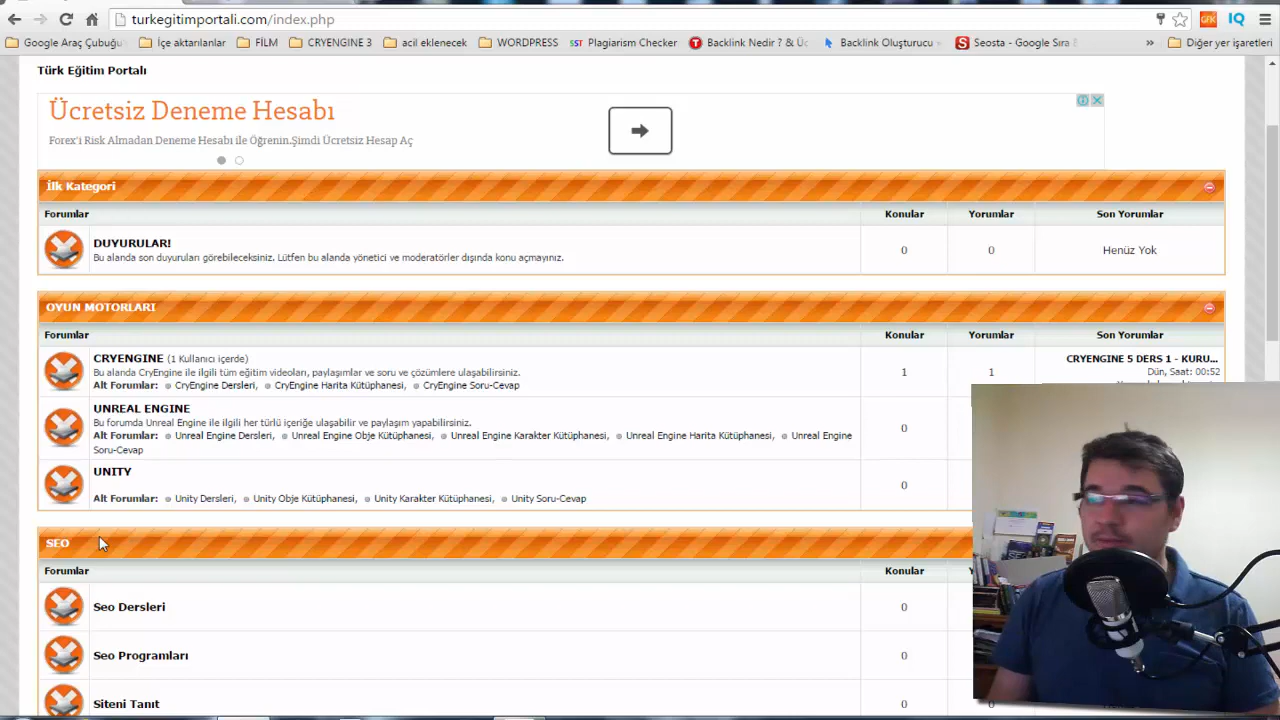 turkegitimportali.com/index.php
GFK
IQ
Google Araç Çubuğu
İçe aktarılanlar
FİLM
CRYENGINE 3
acil eklenecek
WORDPRESS
SST Plagiarism Checker
Backlink Nedir ? & Üc
Backlink Oluşturucu
Seosta - Google Sıra
»
Diğer yer işaretleri
Türk Eğitim Portalı
Ücretsiz Deneme Hesabı
Forex'i Risk Almadan Deneme Hesabı ile Öğrenin.Şimdi Ücretsiz Hesap Aç
İlk Kategori
Forumlar Konular Yorumlar Son Yorumlar
DUYURULAR!
Bu alanda son duyuruları görebileceksiniz. Lütfen bu alanda yönetici ve moderatörler dışında konu açmayınız.
0 0 Henüz Yok
OYUN MOTORLARI
Forumlar Konular Yorumlar Son Yorumlar
CRYENGINE (1 Kullanıcı içerde)
Bu alanda CryEngine ile ilgili tüm eğitim videoları, paylaşımlar ve soru ve çözümlere ulaşabilirsiniz.
Alt Forumlar: CryEngine Dersleri, CryEngine Harita Kütüphanesi, CryEngine Soru-Cevap
1 1
CRYENGINE 5 DERS 1 - KURU...
Dün, Saat: 00:52
UNREAL ENGINE
Bu forumda Unreal Engine ile ilgili her türlü içeriğe ulaşabilir ve paylaşım yapabilirsiniz.
Alt Forumlar: Unreal Engine Dersleri, Unreal Engine Obje Kütüphanesi, Unreal Engine Karakter Kütüphanesi, Unreal Engine Harita Kütüphanesi, Unreal Engine
Soru-Cevap
0
UNITY
Alt Forumlar: Unity Dersleri, Unity Obje Kütüphanesi, Unity Karakter Kütüphanesi, Unity Soru-Cevap
0
SEO
Forumlar Konular
Seo Dersleri 0
Seo Programları 0
Siteni Tanıt 0